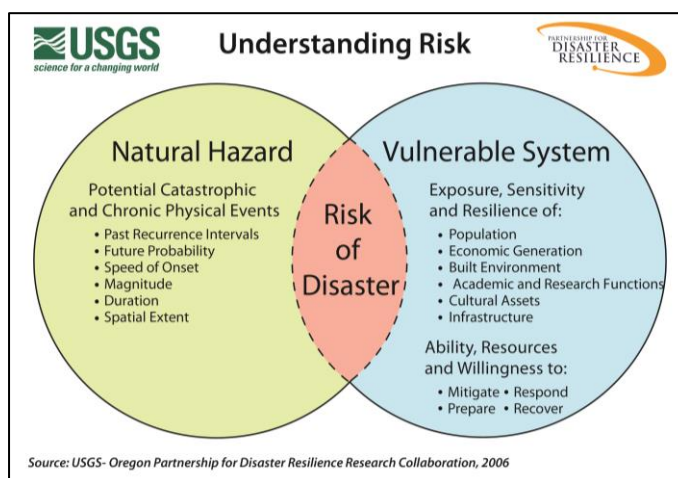 USGS
science for a changing world
Understanding Risk
PARTNERSHIP FOR
DISASTER
RESILIENCE
Natural Hazard
Potential Catastrophic
and Chronic Physical Events
• Past Recurrence Intervals
• Future Probability
• Speed of Onset
• Magnitude
• Duration
• Spatial Extent
Risk
of
Disaster
Vulnerable System
Exposure, Sensitivity
and Resilience of:
• Population
• Economic Generation
• Built Environment
• Academic and Research Functions
• Cultural Assets
• Infrastructure
Ability, Resources
and Willingness to:
• Mitigate • Respond
• Prepare • Recover
Source: USGS- Oregon Partnership for Disaster Resilience Research Collaboration, 2006